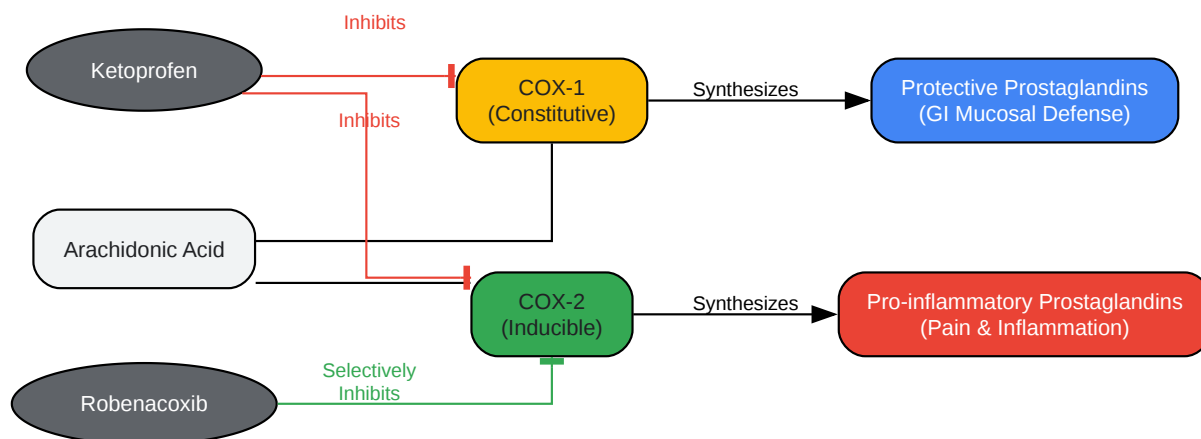 Inhibits
Ketoprofen
COX-1
(Constitutive)
Synthesizes
Protective Prostaglandins
(GI Mucosal Defense)
Inhibits
Arachidonic Acid
COX-2
(Inducible)
Synthesizes
Pro-inflammatory Prostaglandins
(Pain & Inflammation)
Selectively
Inhibits
Robenacoxib